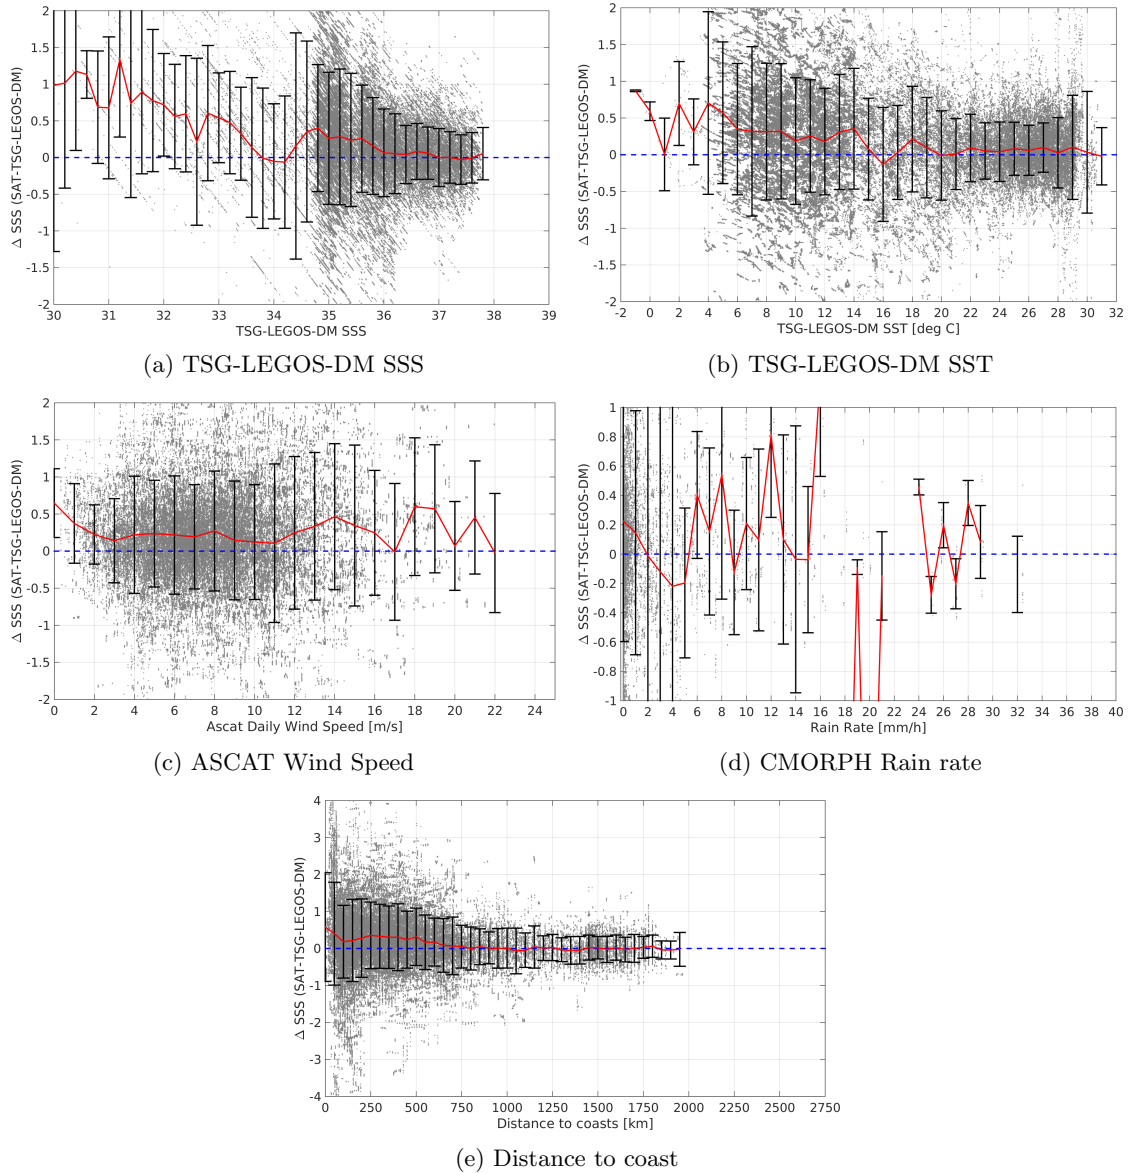 2
1.5
1
0.5
0
-0.5
-1
-1.5
-2
Δ SSS (SAT-TSG-LEGOS-DM)
30 31 32 33 34 35 36 37 38 39
TSG-LEGOS-DM SSS
(a) TSG-LEGOS-DM SSS
2
1.5
1
0.5
0
-0.5
-1
-1.5
-2
Δ SSS (SAT-TSG-LEGOS-DM)
-2 0 2 4 6 8 10 12 14 16 18 20 22 24 26 28 30 32
TSG-LEGOS-DM SST [deg C]
(b) TSG-LEGOS-DM SST
2
1.5
1
0.5
0
-0.5
-1
-1.5
-2
Δ SSS (SAT-TSG-LEGOS-DM)
0 2 4 6 8 10 12 14 16 18 20 22 24
Ascat Daily Wind Speed [m/s]
(c) ASCAT Wind Speed
1
0.8
0.6
0.4
0.2
0
-0.2
-0.4
-0.6
-0.8
-1
Δ SSS (SAT-TSG-LEGOS-DM)
0 2 4 6 8 10 12 14 16 18 20 22 24 26 28 30 32 34 36 38 40
Rain Rate [mm/h]
(d) CMORPH Rain rate
4
3
2
1
0
-1
-2
-3
-4
Δ SSS (SAT-TSG-LEGOS-DM)
0 250 500 750 1000 1250 1500 1750 2000 2250 2500 2750
Distance to coasts [km]
(e) Distance to coast